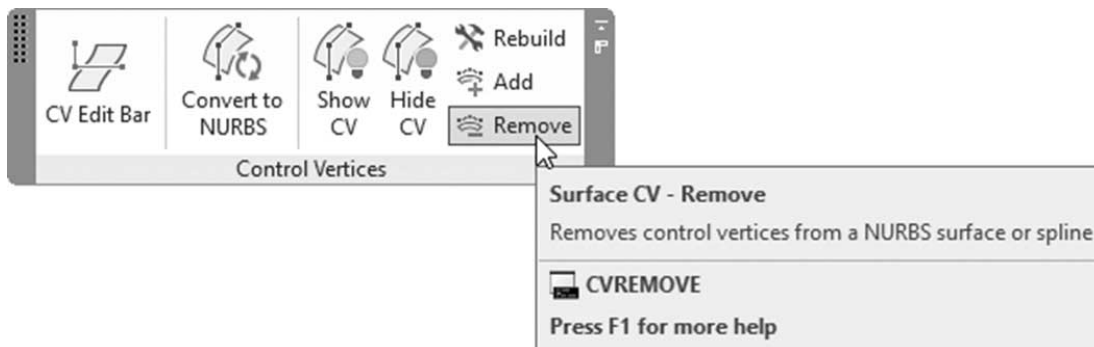 CV Edit Bar
Convert to
NURBS
Show
CV
Hide
CV
Rebuild
Add
Remove
Control Vertices
Surface CV - Remove
Removes control vertices from a NURBS surface or spline
CVREMOVE
Press F1 for more help